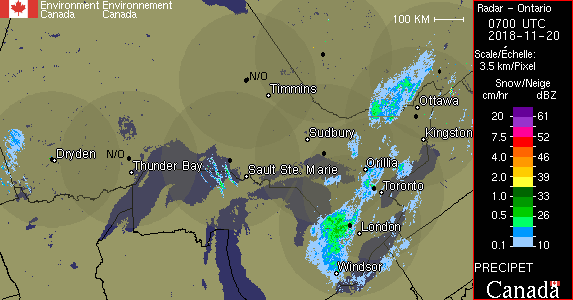 Environment Environnement
Canada Canada
100 KM
N/O
Timmins
Ottawa
Sudbury
Kingston
Dryden
N/O
Thunder Bay
Sault Ste. Marie
Orillia
Toronto
London
Windsor
Radar - Ontario
0700 UTC
2018-11-20
Scale/Échelle:
3.5 km/Pixel
Snow/Neige
cm/hr dBZ
20 61
7.5 52
4.0 46
2.0 39
1.0 33
0.5 26
0.1 10
PRECIPET
Canada